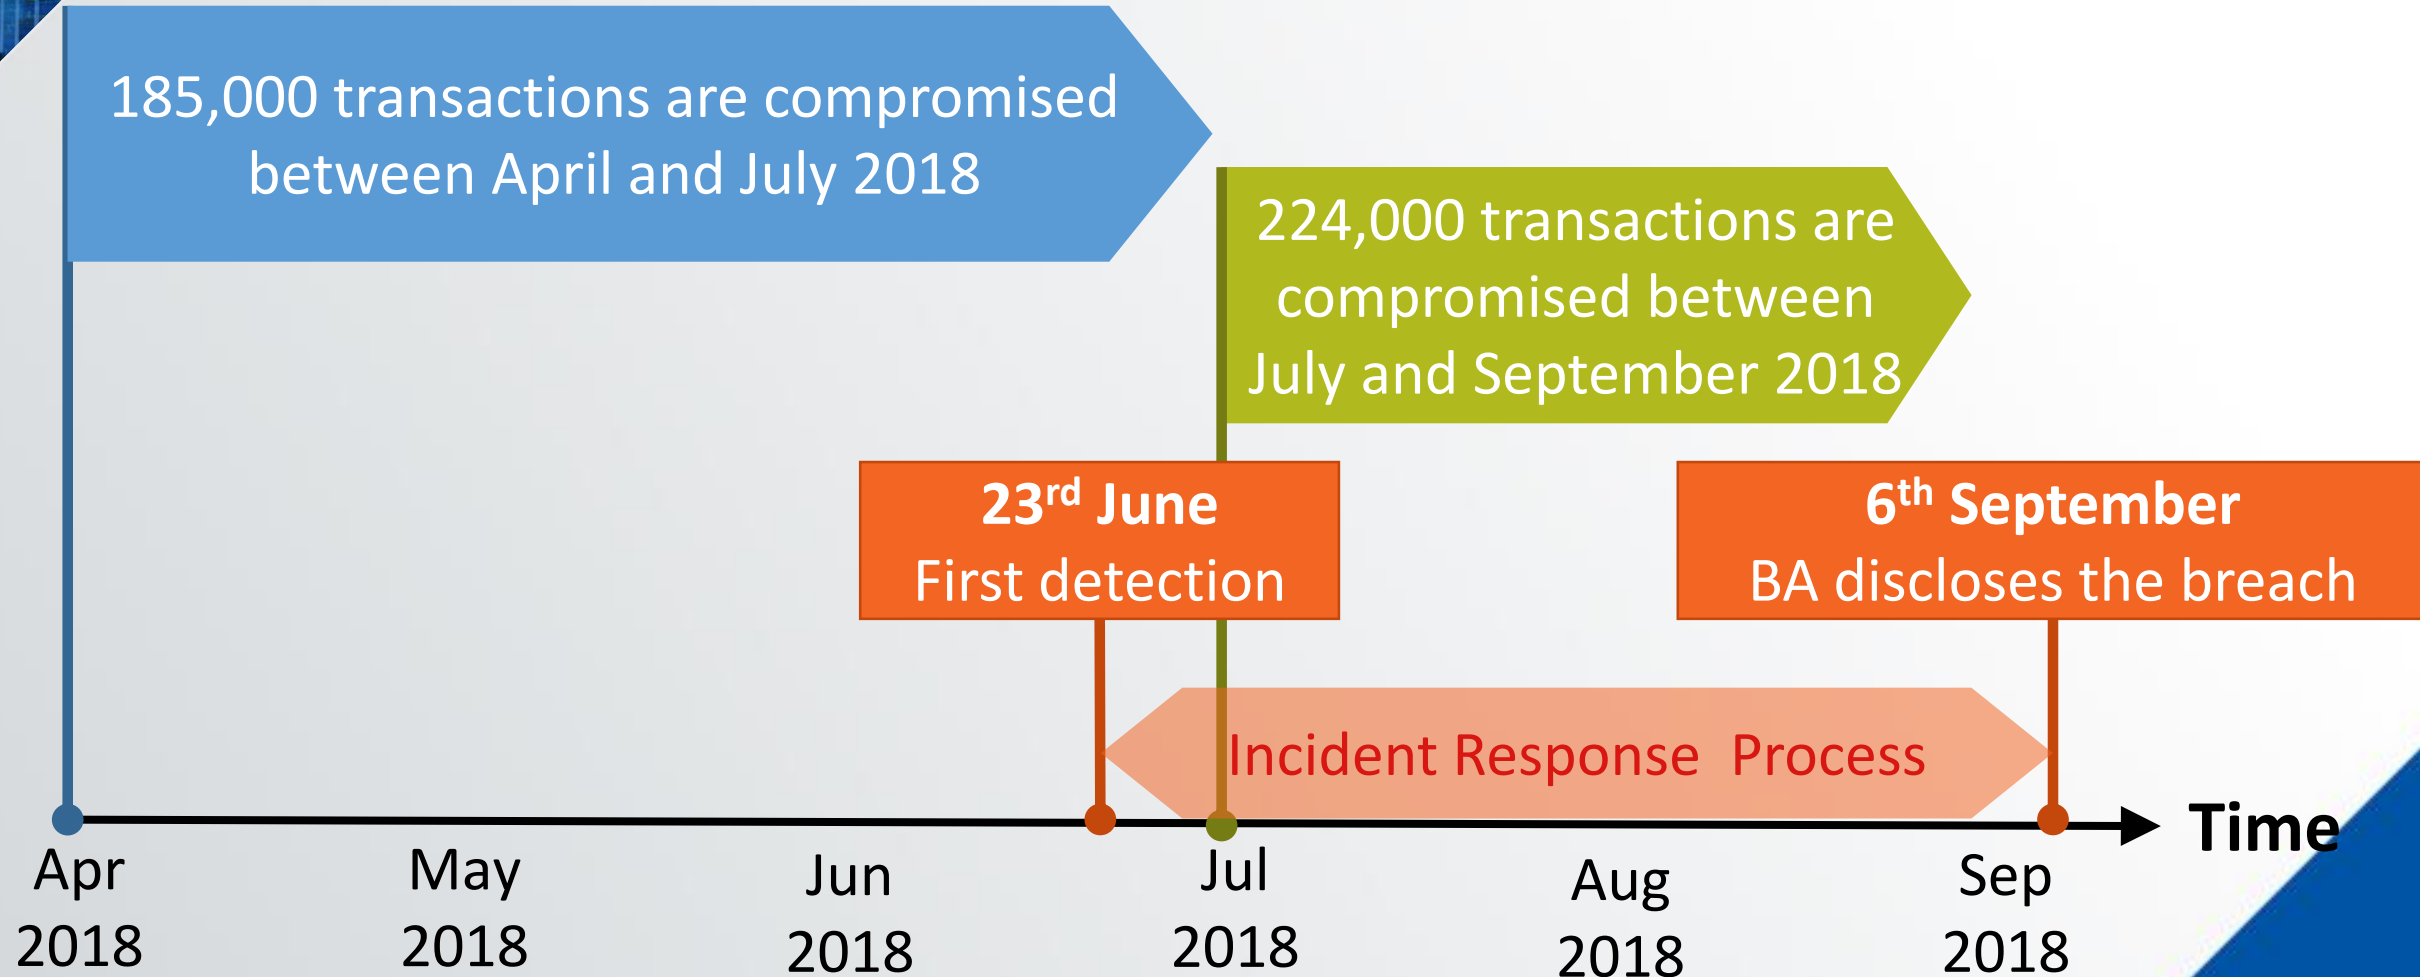 185,000 transactions are compromised
between April and July 2018
224,000 transactions are
compromised between
July and September 2018
23rd June
First detection
6th September
BA discloses the breach
Incident Response  Process
Time
Apr
2018
May
2018
Jun
2018
Jul
2018
Aug
2018
Sep
2018